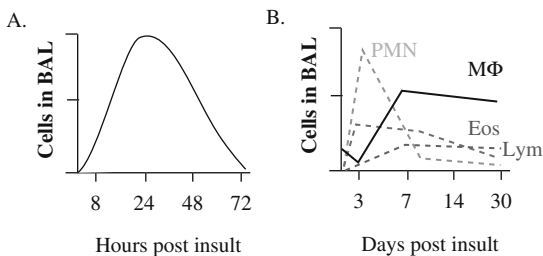 A.
Cells in BAL
8 24 48 72
Hours post insult
B.
Cells in BAL
PMN
MΦ
Eos
Lym
3 7 14 30
Days post insult